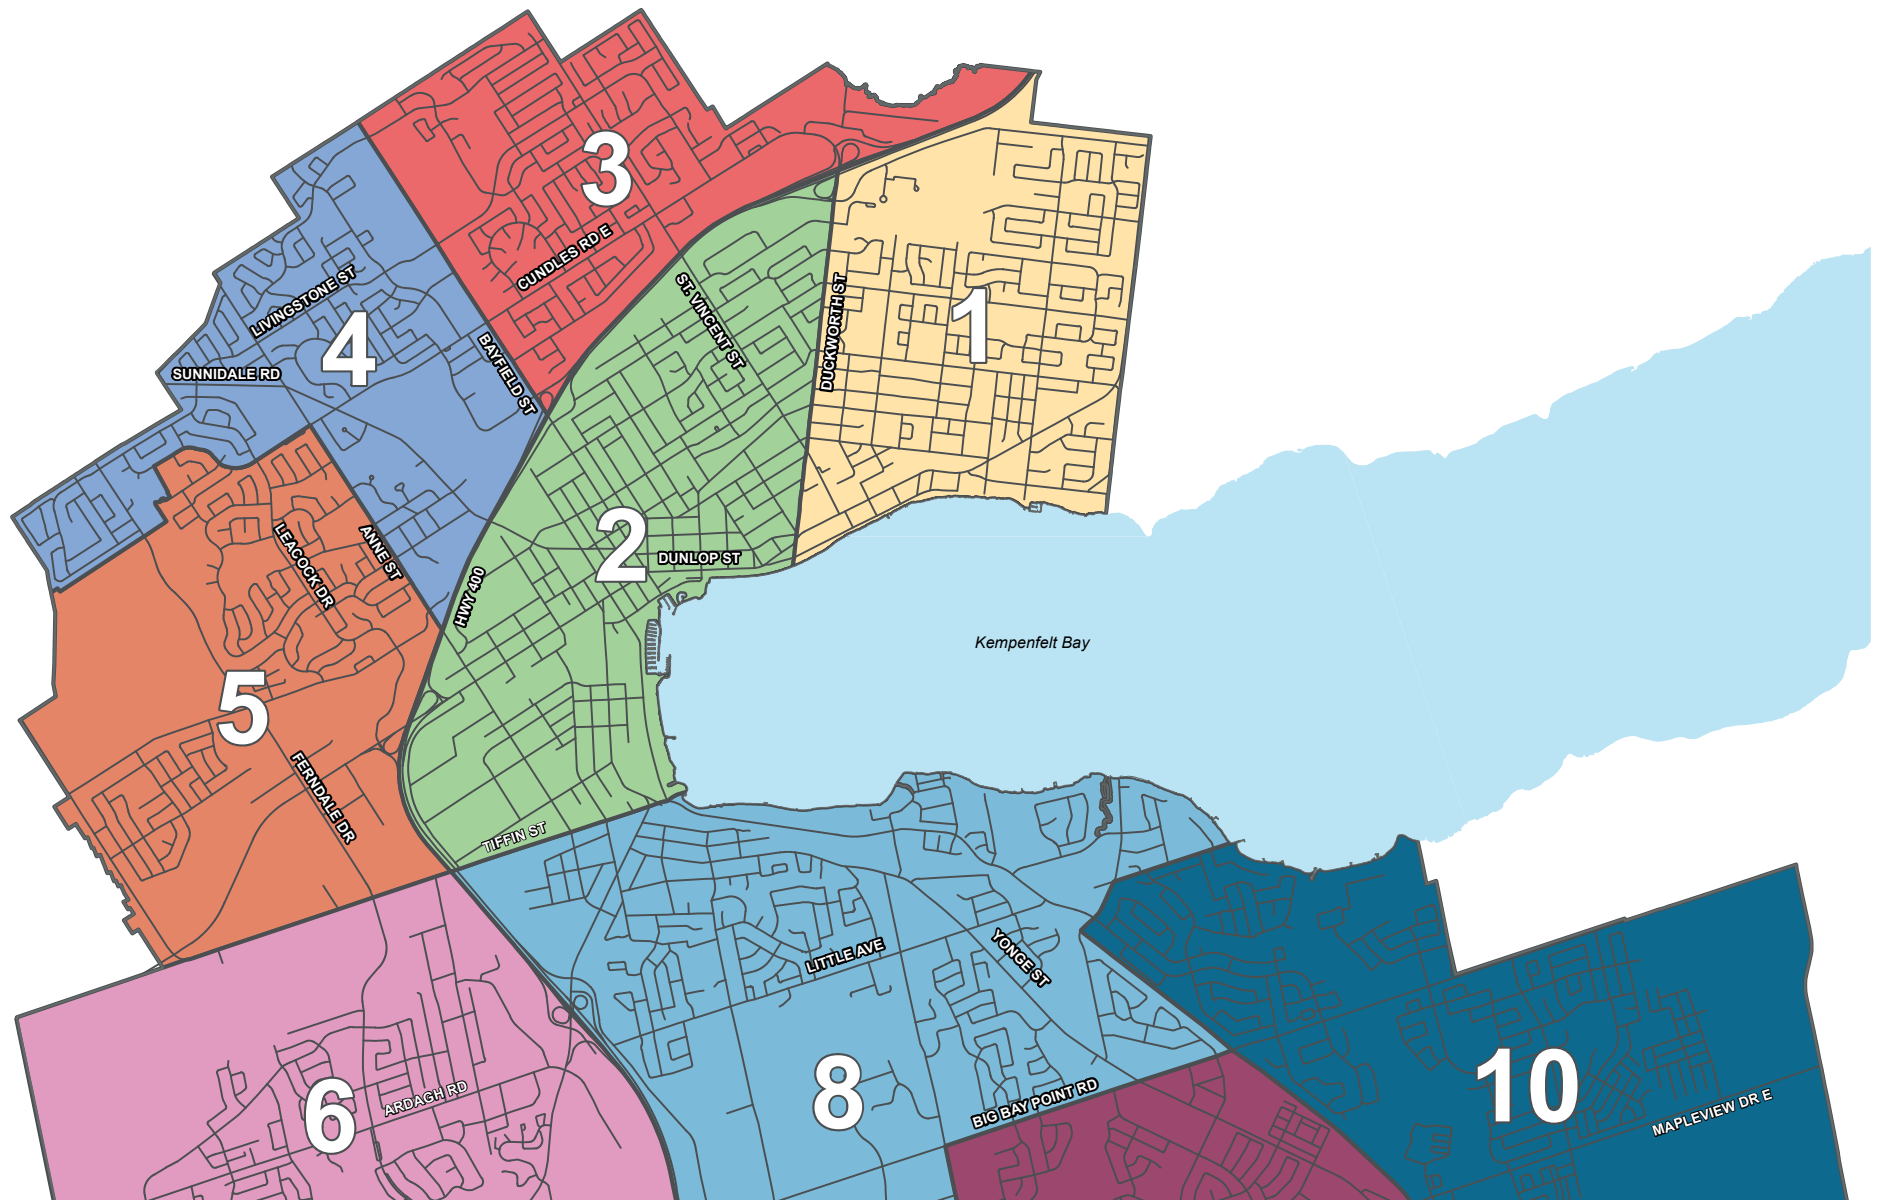 3
CUNDLES RD E
ST. VINCENT ST
DUCKWORTH ST
1
LIVINGSTONE ST
4
SUNNIDALE RD
BAYFIELD ST
LEACOCK DR
ANNE ST
HWY 400
2
DUNLOP ST
Kempenfelt Bay
5
FERNDALE DR
TIFFIN ST
LITTLE AVE
YONGE ST
6
ARDAGH RD
8
BIG BAY POINT RD
10
MAPLEVIEW DR E